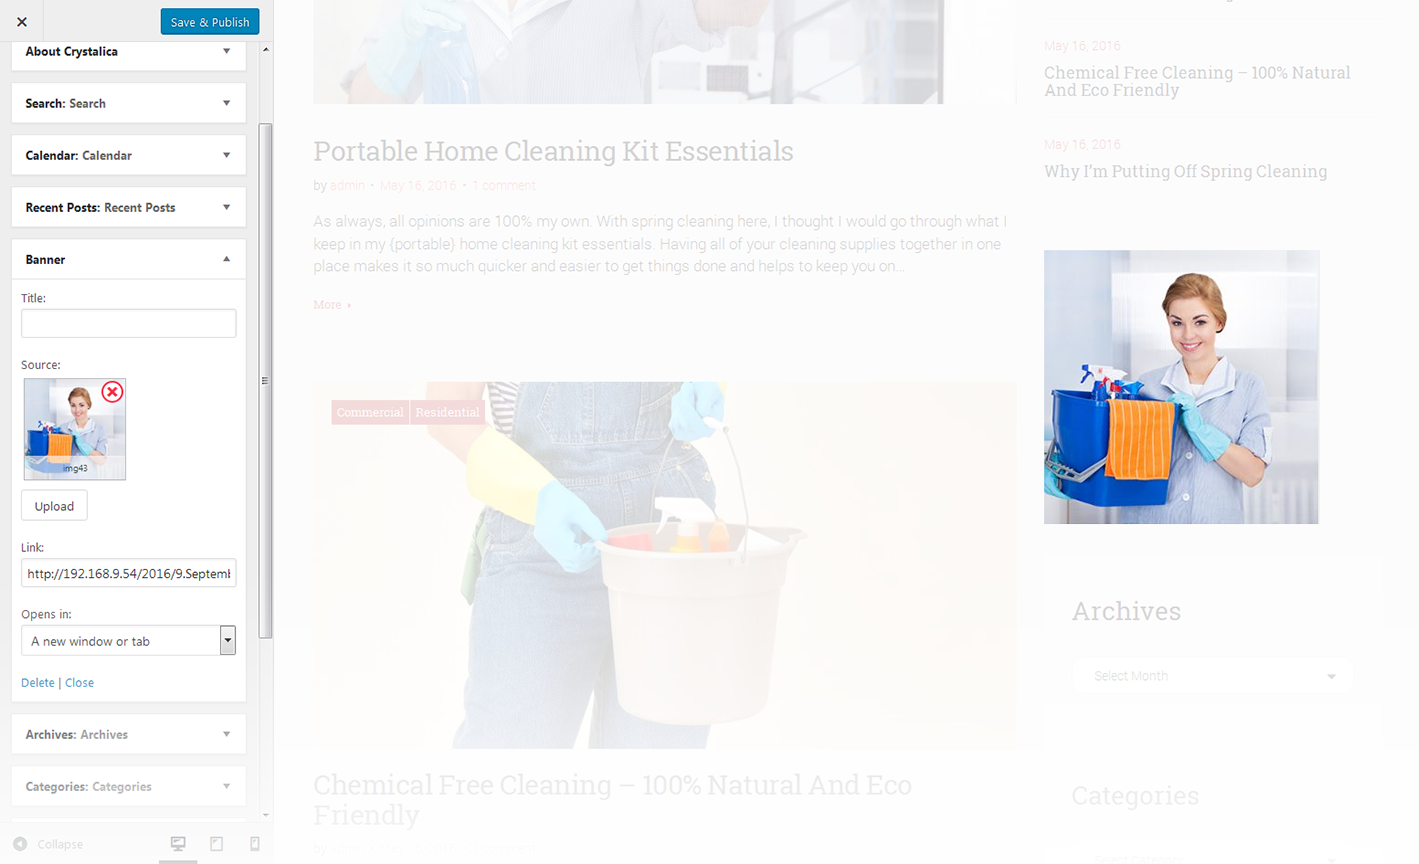 Save & Publish
About Crystalica
Search: Search
Calendar: Calendar
Recent Posts: Recent Posts
Banner
Title:
Source:
img43
Upload
Link:
http://192.168.9.54/2016/9.Septemb
Opens in:
A new window or tab
Delete | Close
Archives: Archives
Categories: Categories
Collapse
Portable Home Cleaning Kit Essentials
by admin • May 16, 2016 • 1 comment
As always, all opinions are 100% my own. With spring cleaning here, I thought I would go through what I
keep in my {portable} home cleaning kit essentials. Having all of your cleaning supplies together in one
place makes it so much quicker and easier to get things done and helps to keep you on...
More
Commercial
Residential
Chemical Free Cleaning – 100% Natural And Eco
Friendly
May 16, 2016
Chemical Free Cleaning – 100% Natural
And Eco Friendly
May 16, 2016
Why I'm Putting Off Spring Cleaning
Archives
Select Month
Categories
Select Category